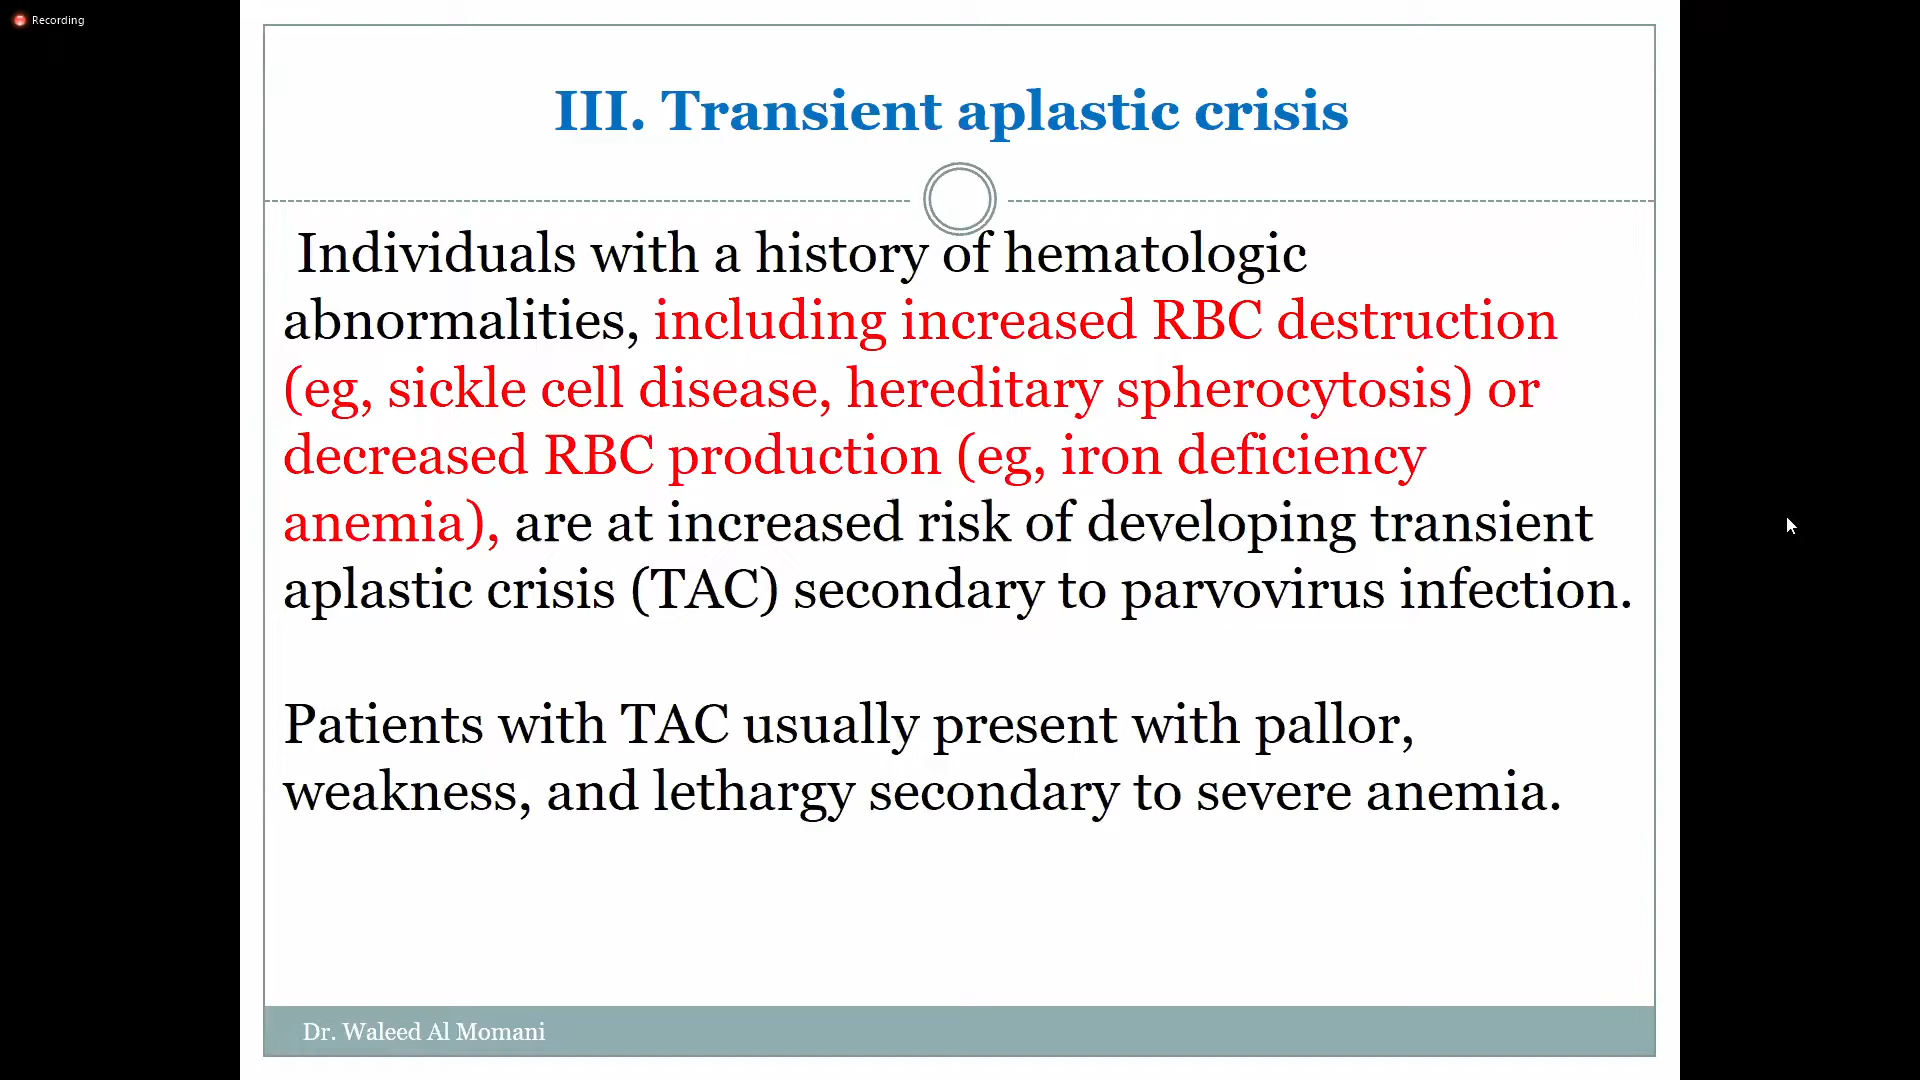 Recording
III. Transient aplastic crisis
Individuals with a history of hematologic
abnormalities, including increased RBC destruction
(eg, sickle cell disease, hereditary spherocytosis) or
decreased RBC production (eg, iron deficiency
anemia), are at increased risk of developing transient
aplastic crisis (TAC) secondary to parvovirus infection.
Patients with TAC usually present with pallor,
weakness, and lethargy secondary to severe anemia.
Dr. Waleed Al Momani